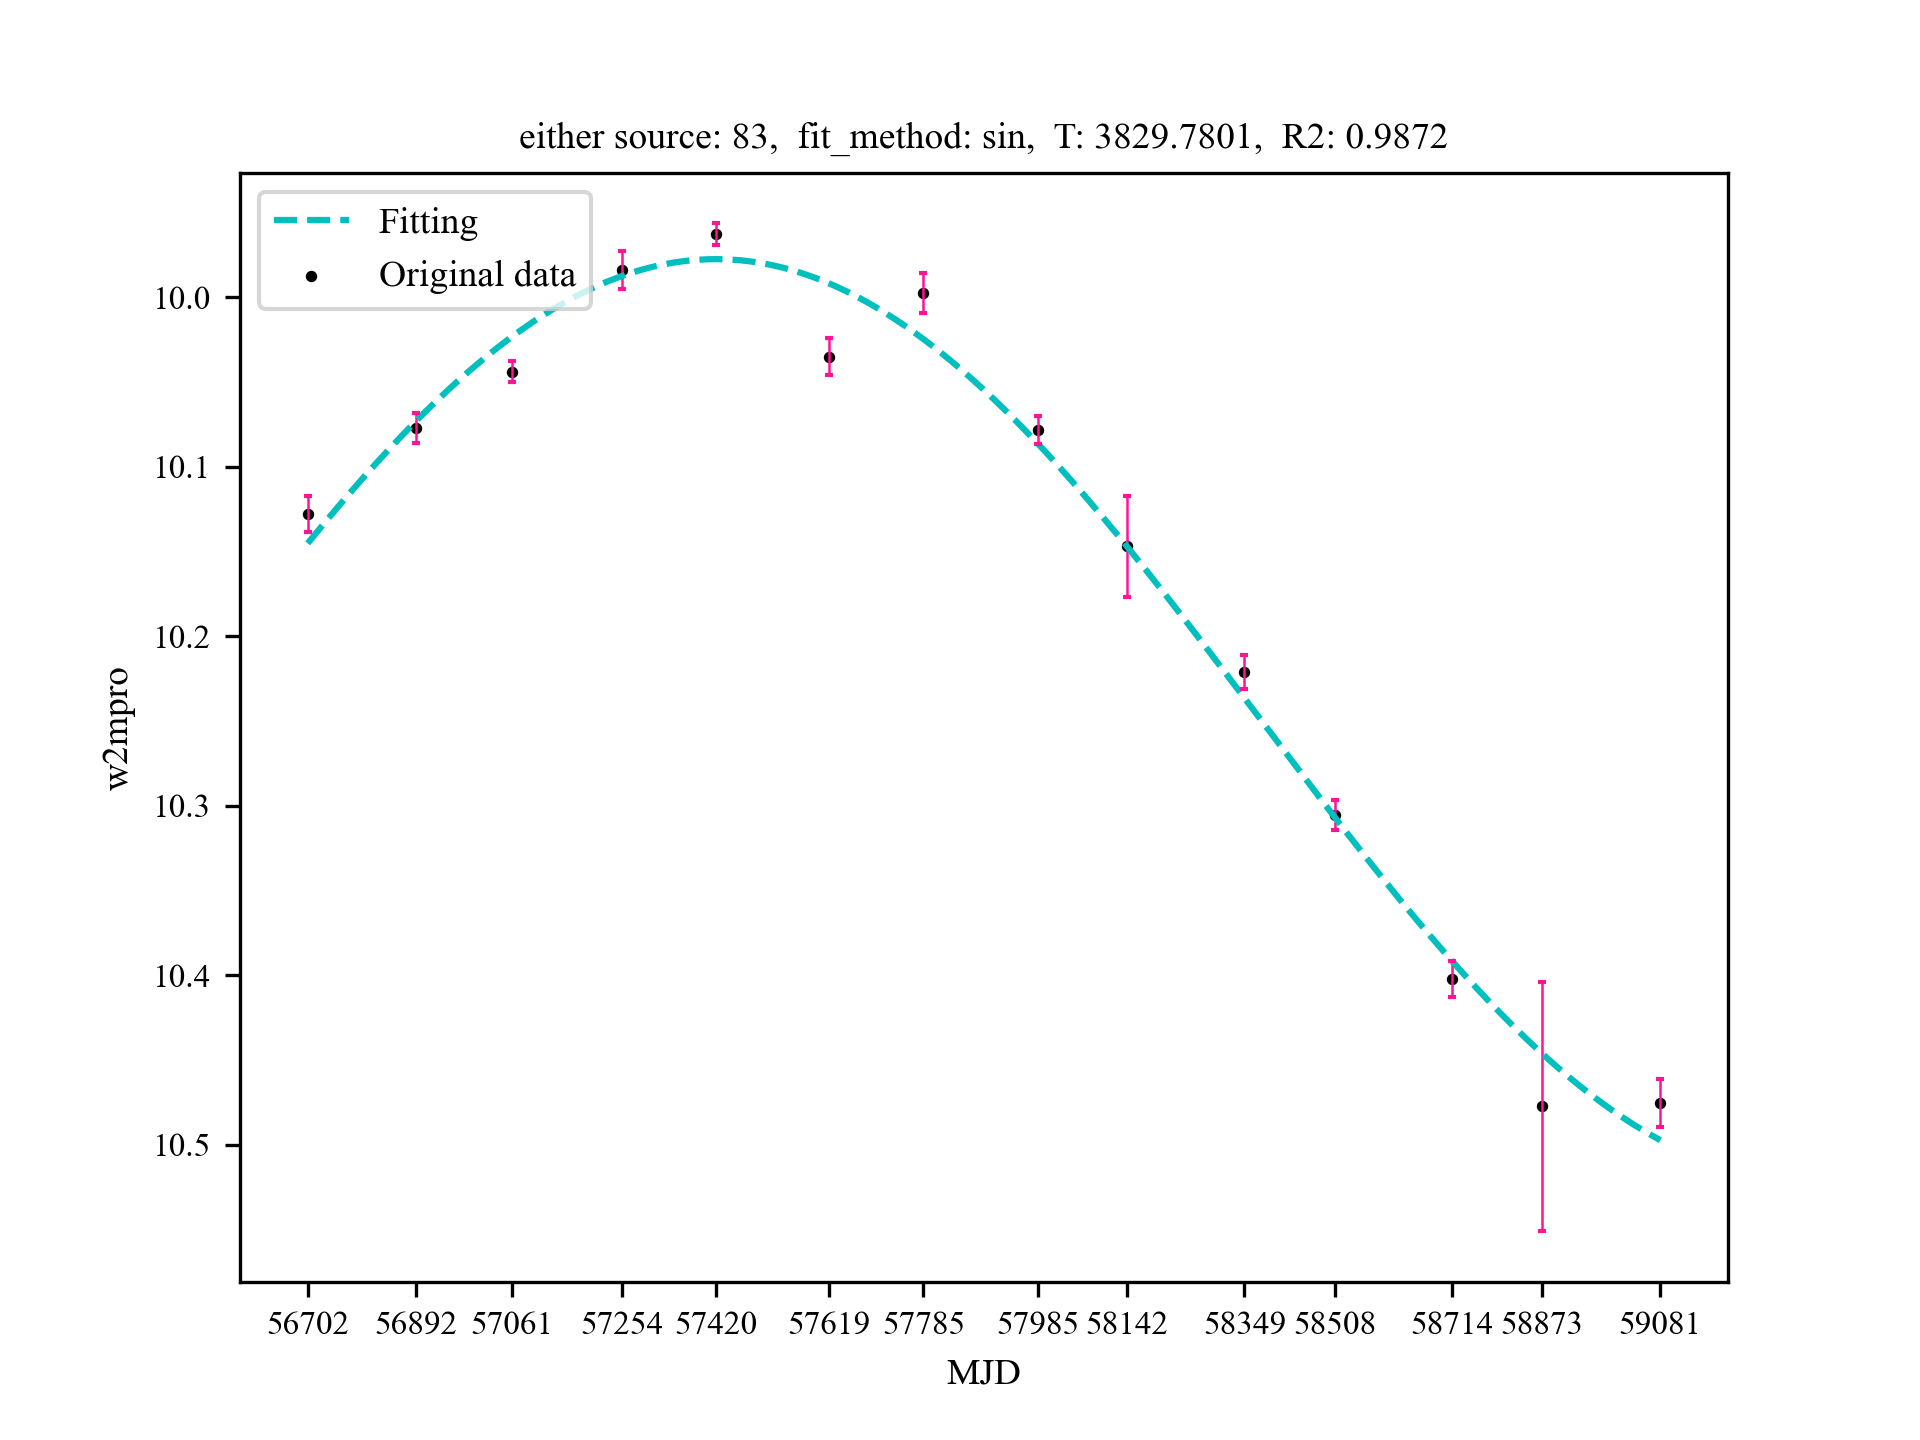 either source: 83,  fit_method: sin,  T: 3829.7801,  R2: 0.9872
Fitting
Original data
10.0
10.1
10.2
10.3
10.4
10.5
w2mpro
56702 56892 57061 57254 57420 57619 57785 57985 58142 58349 58508 58714 58873 59081
MJD